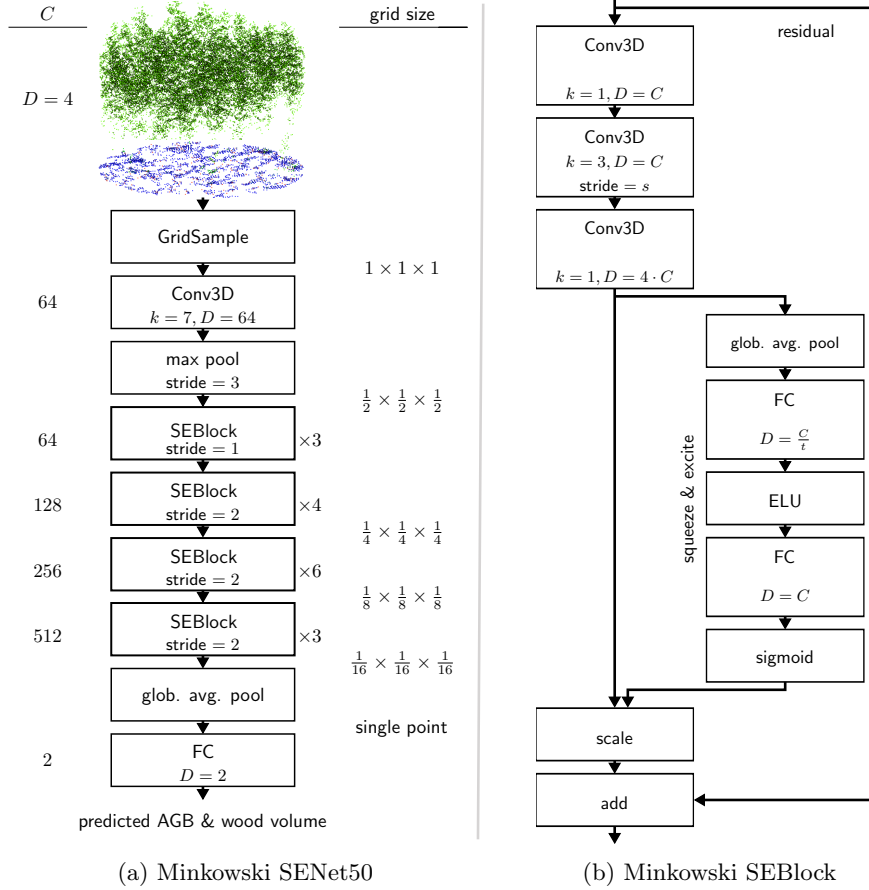 C
grid size
D = 4
GridSample
1 × 1 × 1
Conv3D
k = 7, D = 64
64
max pool
stride = 3
1/2 × 1/2 × 1/2
SEBlock
stride = 1
×3
64
SEBlock
stride = 2
×4
128
1/4 × 1/4 × 1/4
SEBlock
stride = 2
×6
256
1/8 × 1/8 × 1/8
SEBlock
stride = 2
×3
512
1/16 × 1/16 × 1/16
glob. avg. pool
single point
FC
D = 2
2
predicted AGB & wood volume
(a) Minkowski SENet50
residual
Conv3D
k = 1, D = C
Conv3D
k = 3, D = C
stride = s
Conv3D
k = 1, D = 4 · C
glob. avg. pool
FC
D = C/t
squeeze & excite
ELU
FC
D = C
sigmoid
scale
add
(b) Minkowski SEBlock